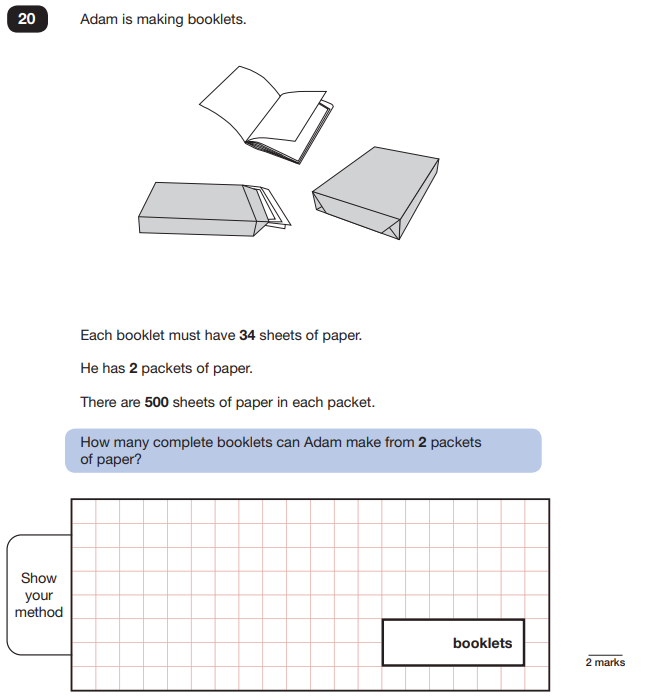 20
Adam is making booklets.
Each booklet must have 34 sheets of paper.
He has 2 packets of paper.
There are 500 sheets of paper in each packet.
How many complete booklets can Adam make from 2 packets
of paper?
Show
your
method
booklets
2 marks